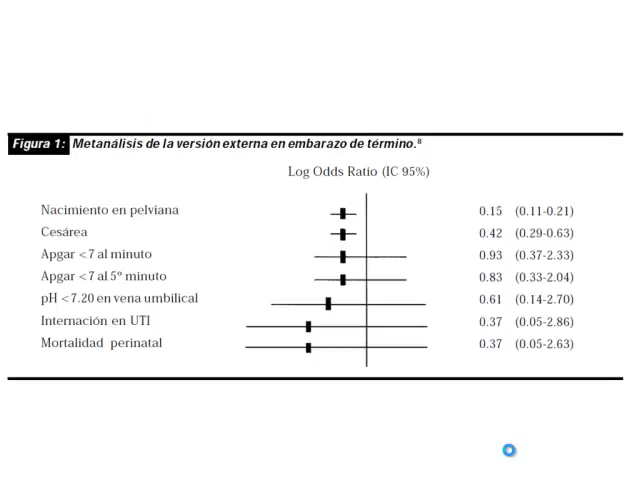 Figura 1: Metanálisis de la versión externa en embarazo de término.⁸
Log Odds Ratio (IC 95%)
Nacimiento en pelviana 0.15 (0.11-0.21)
Cesárea 0.42 (0.29-0.63)
Apgar <7 al minuto 0.93 (0.37-2.33)
Apgar <7 al 5º minuto 0.83 (0.33-2.04)
pH <7.20 en vena umbilical 0.61 (0.14-2.70)
Internación en UTI 0.37 (0.05-2.86)
Mortalidad perinatal 0.37 (0.05-2.63)